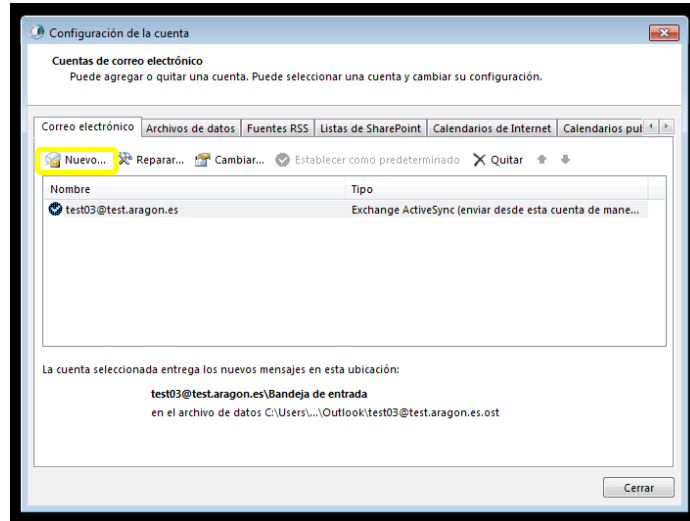 Configuración de la cuenta
Cuentas de correo electrónico
Puede agregar o quitar una cuenta. Puede seleccionar una cuenta y cambiar su configuración.
Correo electrónico Archivos de datos Fuentes RSS Listas de SharePoint Calendarios de Internet Calendarios pul
Nuevo... Reparar... Cambiar... Establecer como predeterminado Quitar
Nombre Tipo
test03@test.aragon.es Exchange ActiveSync (enviar desde esta cuenta de mane...
La cuenta seleccionada entrega los nuevos mensajes en esta ubicación:
test03@test.aragon.es\Bandeja de entrada
en el archivo de datos C:\Users\...\Outlook\test03@test.aragon.es.ost
Cerrar